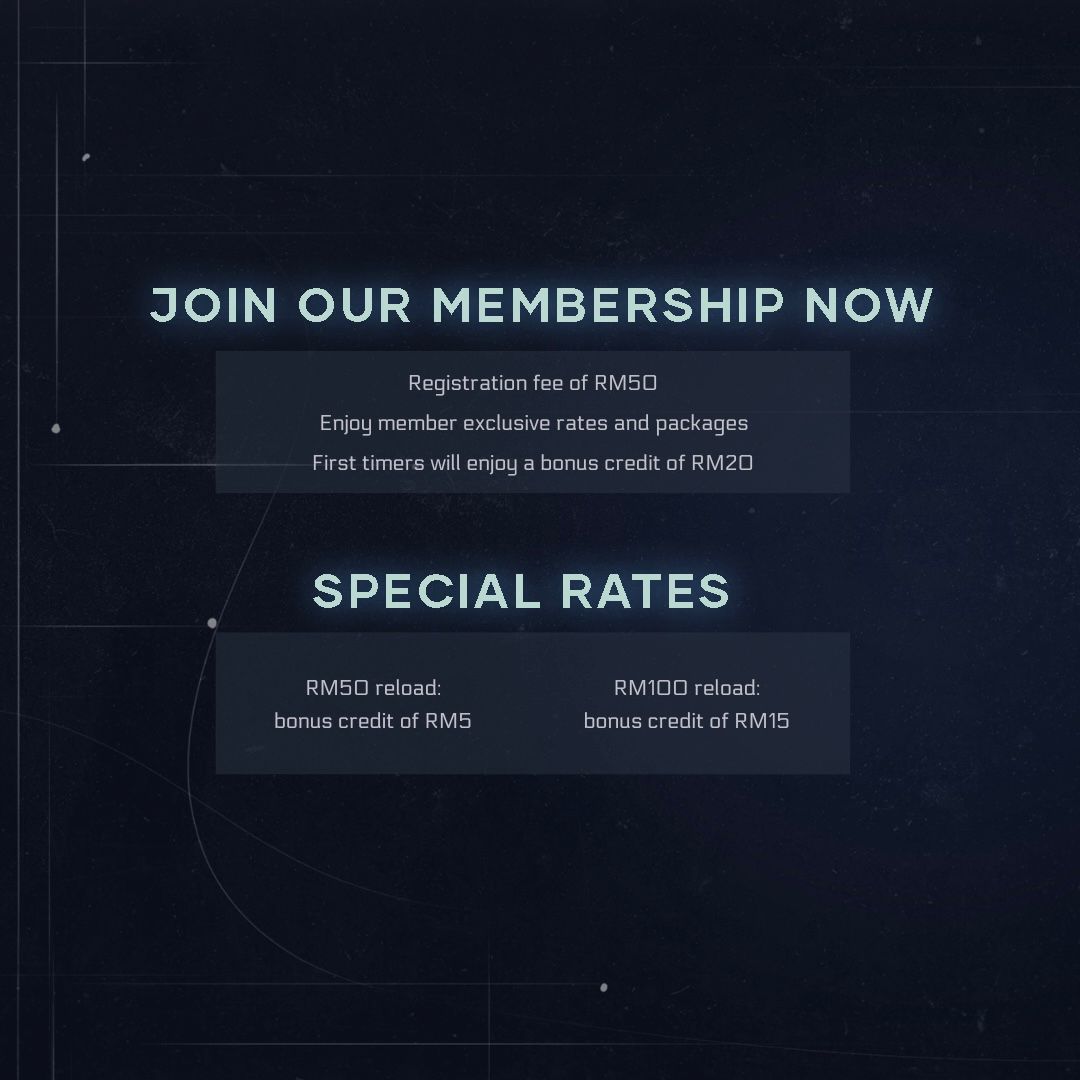 JOIN OUR MEMBERSHIP NOW
Registration fee of RM50
Enjoy member exclusive rates and packages
First timers will enjoy a bonus credit of RM20
SPECIAL RATES
RM50 reload:
bonus credit of RM5
RM100 reload:
bonus credit of RM15